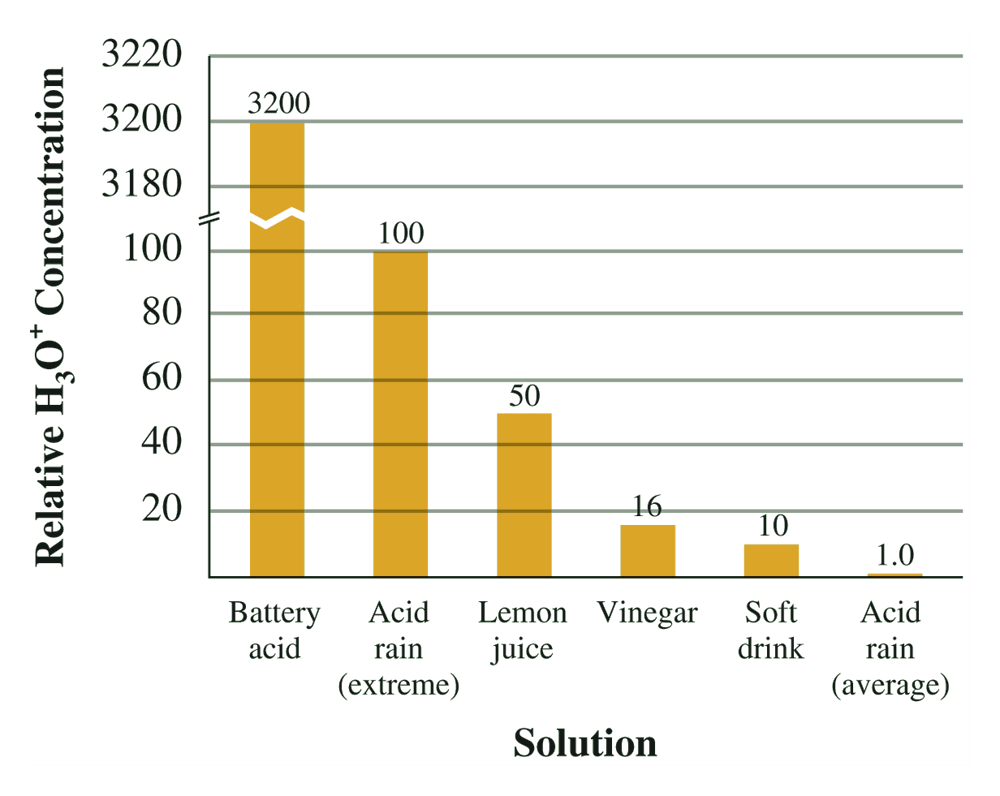 Relative H₃O⁺ Concentration
3220
3200
3180
100
80
60
40
20
3200
100
50
16
10
1.0
Battery
acid
Acid
rain
(extreme)
Lemon
juice
Vinegar
Soft
drink
Acid
rain
(average)
Solution